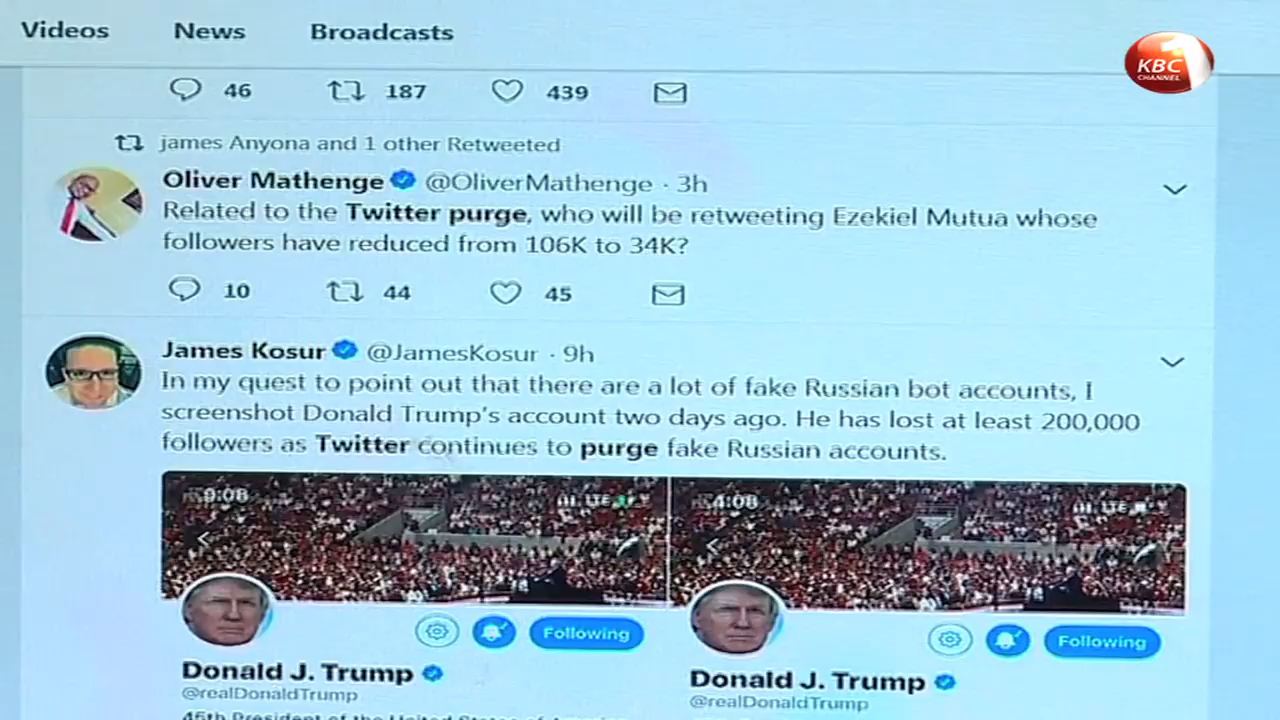 Videos News Broadcasts
KBC 1
CHANNEL
46 187 439
james Anyona and 1 other Retweeted
Oliver Mathenge @OliverMathenge · 3h
Related to the Twitter purge, who will be retweeting Ezekiel Mutua whose
followers have reduced from 106K to 34K?
10 44 45
James Kosur @JamesKosur · 9h
In my quest to point out that there are a lot of fake Russian bot accounts, I
screenshot Donald Trump's account two days ago. He has lost at least 200,000
followers as Twitter continues to purge fake Russian accounts.
9:08 LTE 4:08 LTE
Following Following
Donald J. Trump Donald J. Trump
@realDonaldTrump @realDonaldTrump
45th President of the United States of America